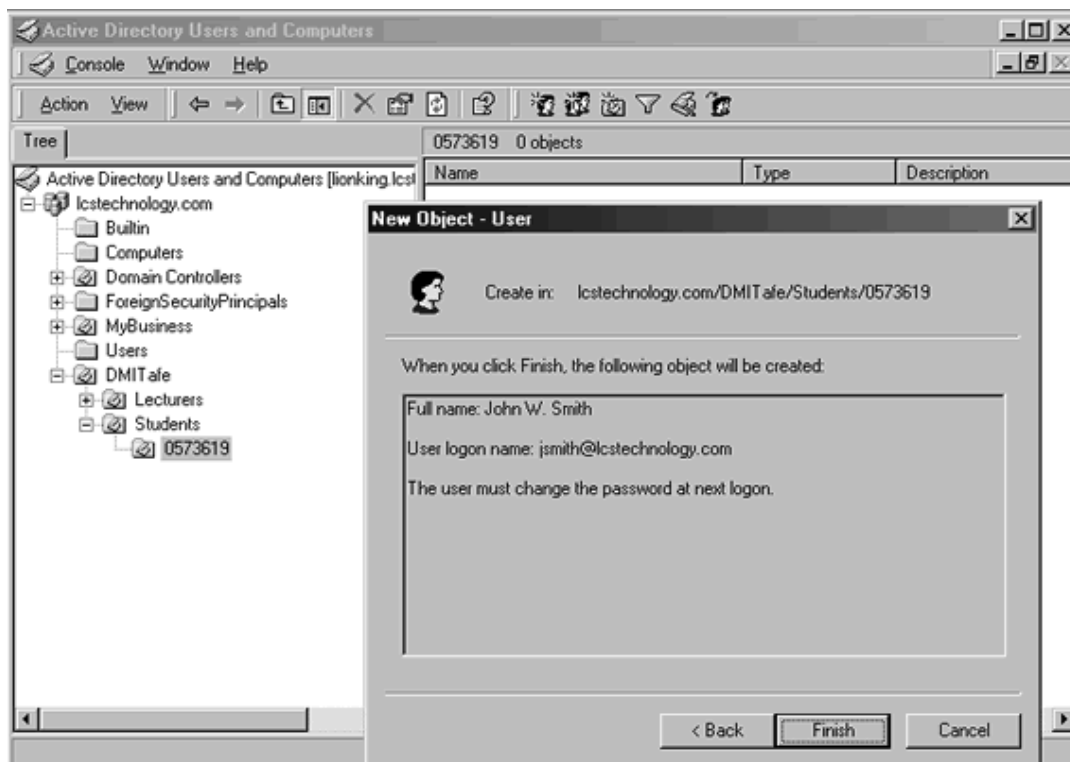 Active Directory Users and Computers
Console Window Help
Action View
Tree
0573619 0 objects
Name Type Description
Active Directory Users and Computers [lionking.lcst
lcstechnology.com
Builtin
Computers
Domain Controllers
ForeignSecurityPrincipals
MyBusiness
Users
DMITafe
Lecturers
Students
0573619
New Object - User
Create in: lcstechnology.com/DMITafe/Students/0573619
When you click Finish, the following object will be created:
Full name: John W. Smith
User logon name: jsmith@lcstechnology.com
The user must change the password at next logon.
< Back Finish Cancel